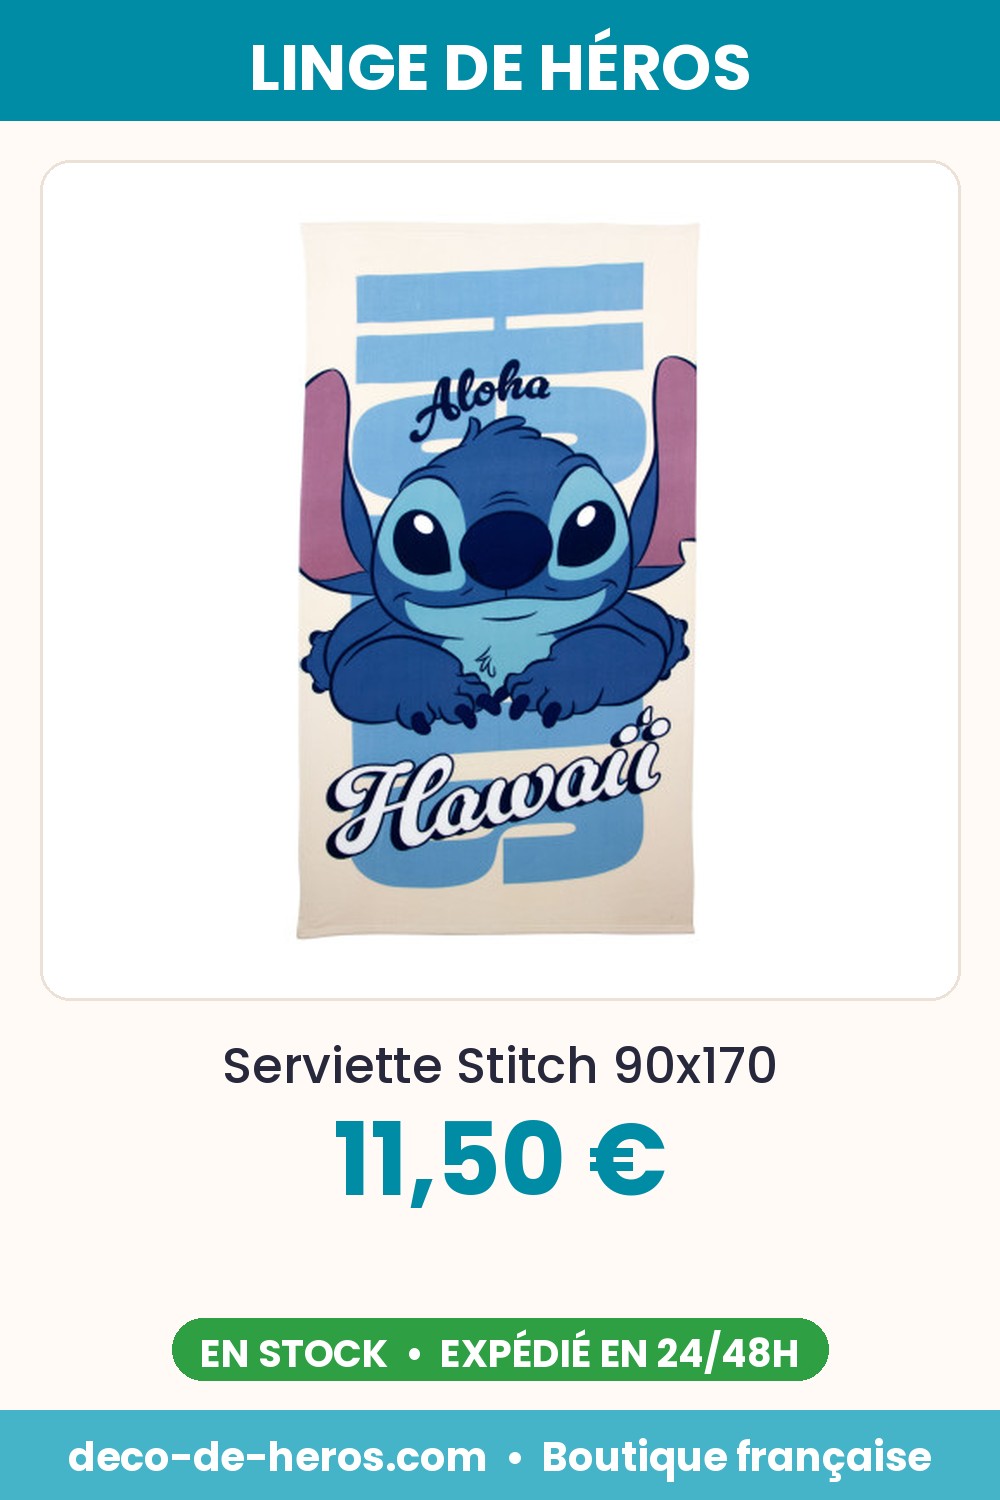 LINGE DE HÉROS
Aloha
Hawaii
Serviette Stitch 90x170
11,50 €
EN STOCK • EXPÉDIÉ EN 24/48H
deco-de-heros.com • Boutique française